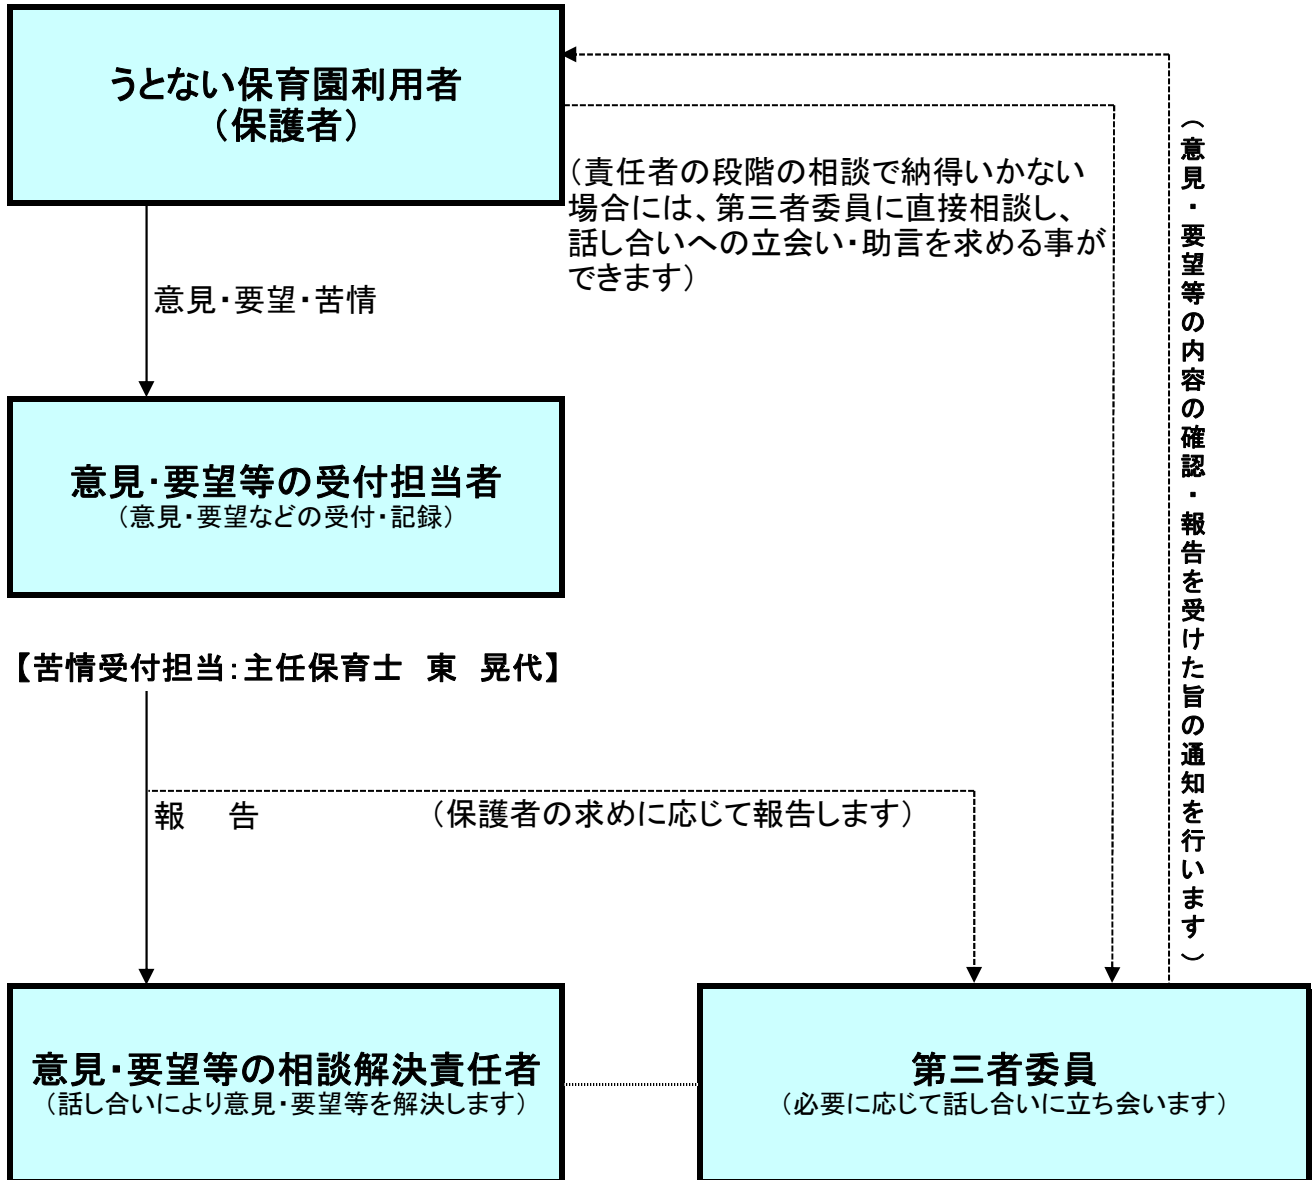 うとない保育園利用者
（保護者）
（責任者の段階の相談で納得いかない
場合には、第三者委員に直接相談し、
話し合いへの立会い・助言を求める事が
できます）
意見・要望・苦情
（意見・要望等の内容の確認・報告を受けた旨の通知を行います）
意見・要望等の受付担当者
（意見・要望などの受付・記録）
【苦情受付担当：主任保育士　東　晃代】
報　告
（保護者の求めに応じて報告します）
意見・要望等の相談解決責任者
（話し合いにより意見・要望等を解決します）
第三者委員
（必要に応じて話し合いに立ち会います）